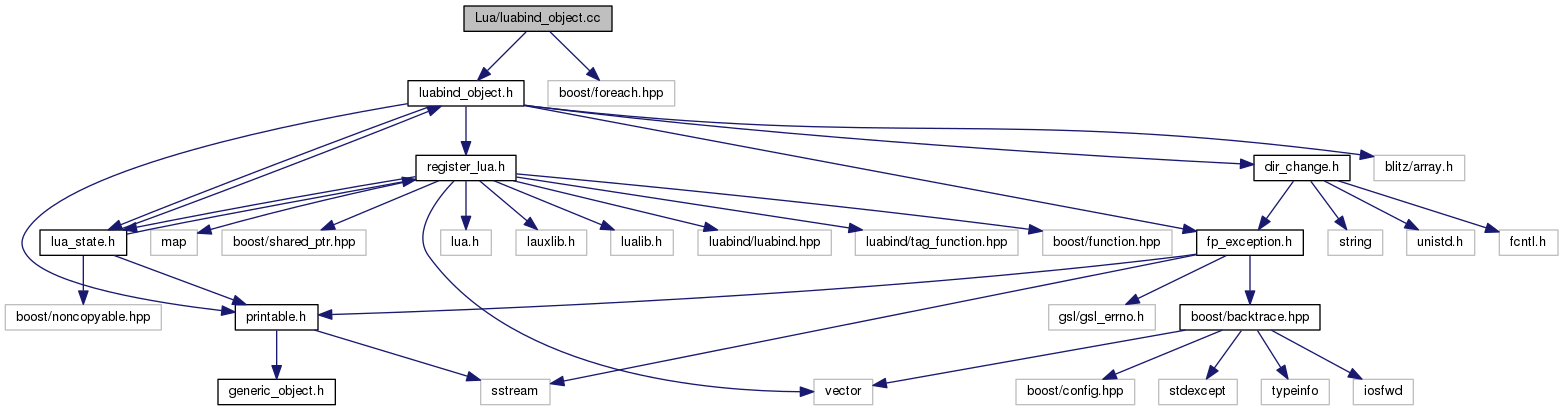 Lua/luabind_object.cc
luabind_object.h
boost/foreach.hpp
register_lua.h
dir_change.h
blitz/array.h
lua_state.h
map
boost/shared_ptr.hpp
lua.h
lauxlib.h
lualib.h
luabind/luabind.hpp
luabind/tag_function.hpp
boost/function.hpp
fp_exception.h
string
unistd.h
fcntl.h
boost/noncopyable.hpp
printable.h
gsl/gsl_errno.h
boost/backtrace.hpp
generic_object.h
sstream
vector
boost/config.hpp
stdexcept
typeinfo
iosfwd